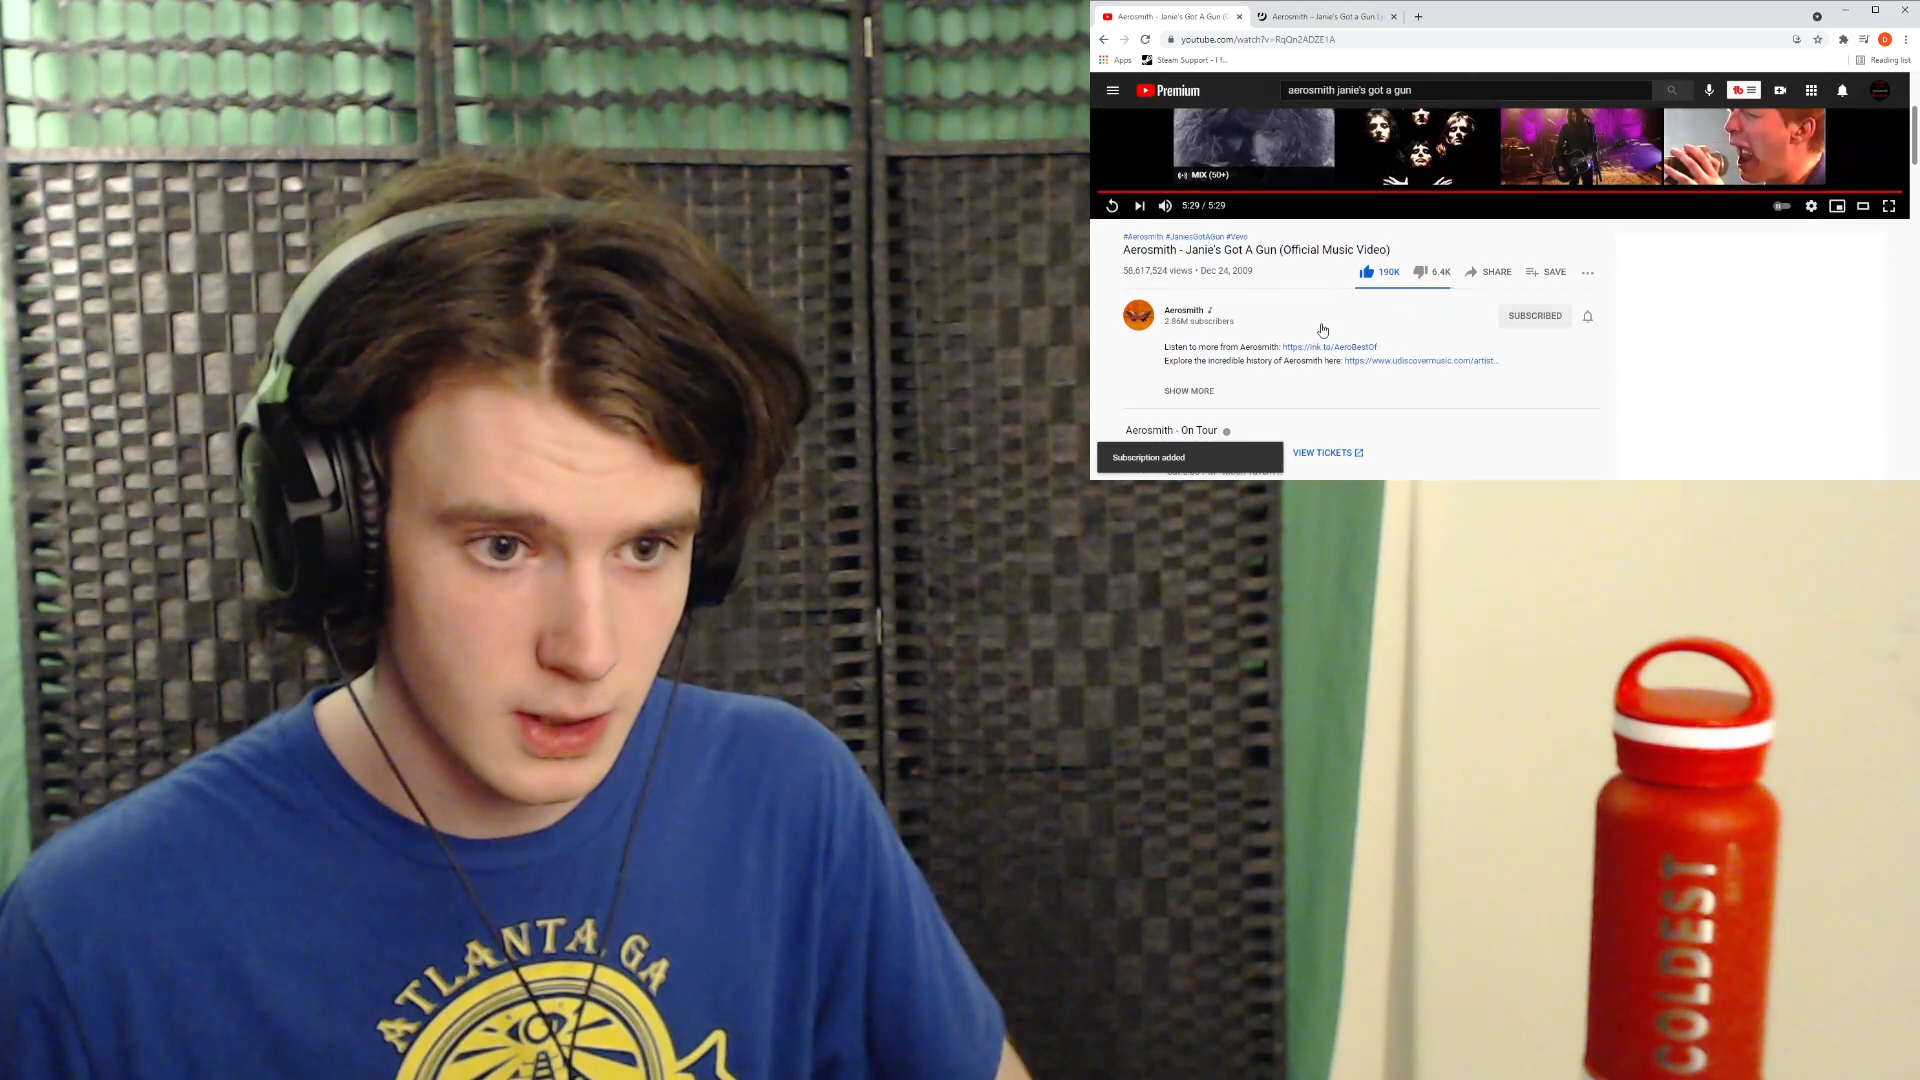 Aerosmith - Janie's Got A Gun (O
Aerosmith – Janie's Got a Gun Ly
youtube.com/watch?v=RqQn2ADZE1A
Apps
Steam Support - I f...
Reading list
Premium
aerosmith janie's got a gun
MIX (50+)
5:29 / 5:29
#Aerosmith #JaniesGotAGun #Vevo
Aerosmith - Janie's Got A Gun (Official Music Video)
58,617,524 views • Dec 24, 2009
190K
6.4K
SHARE
SAVE
Aerosmith
2.86M subscribers
SUBSCRIBED
Listen to more from Aerosmith: https://lnk.to/AeroBestOf
Explore the incredible history of Aerosmith here: https://www.udiscovermusic.com/artist...
SHOW MORE
Aerosmith - On Tour
VIEW TICKETS
Subscription added
ATLANTA, GA
COLDEST